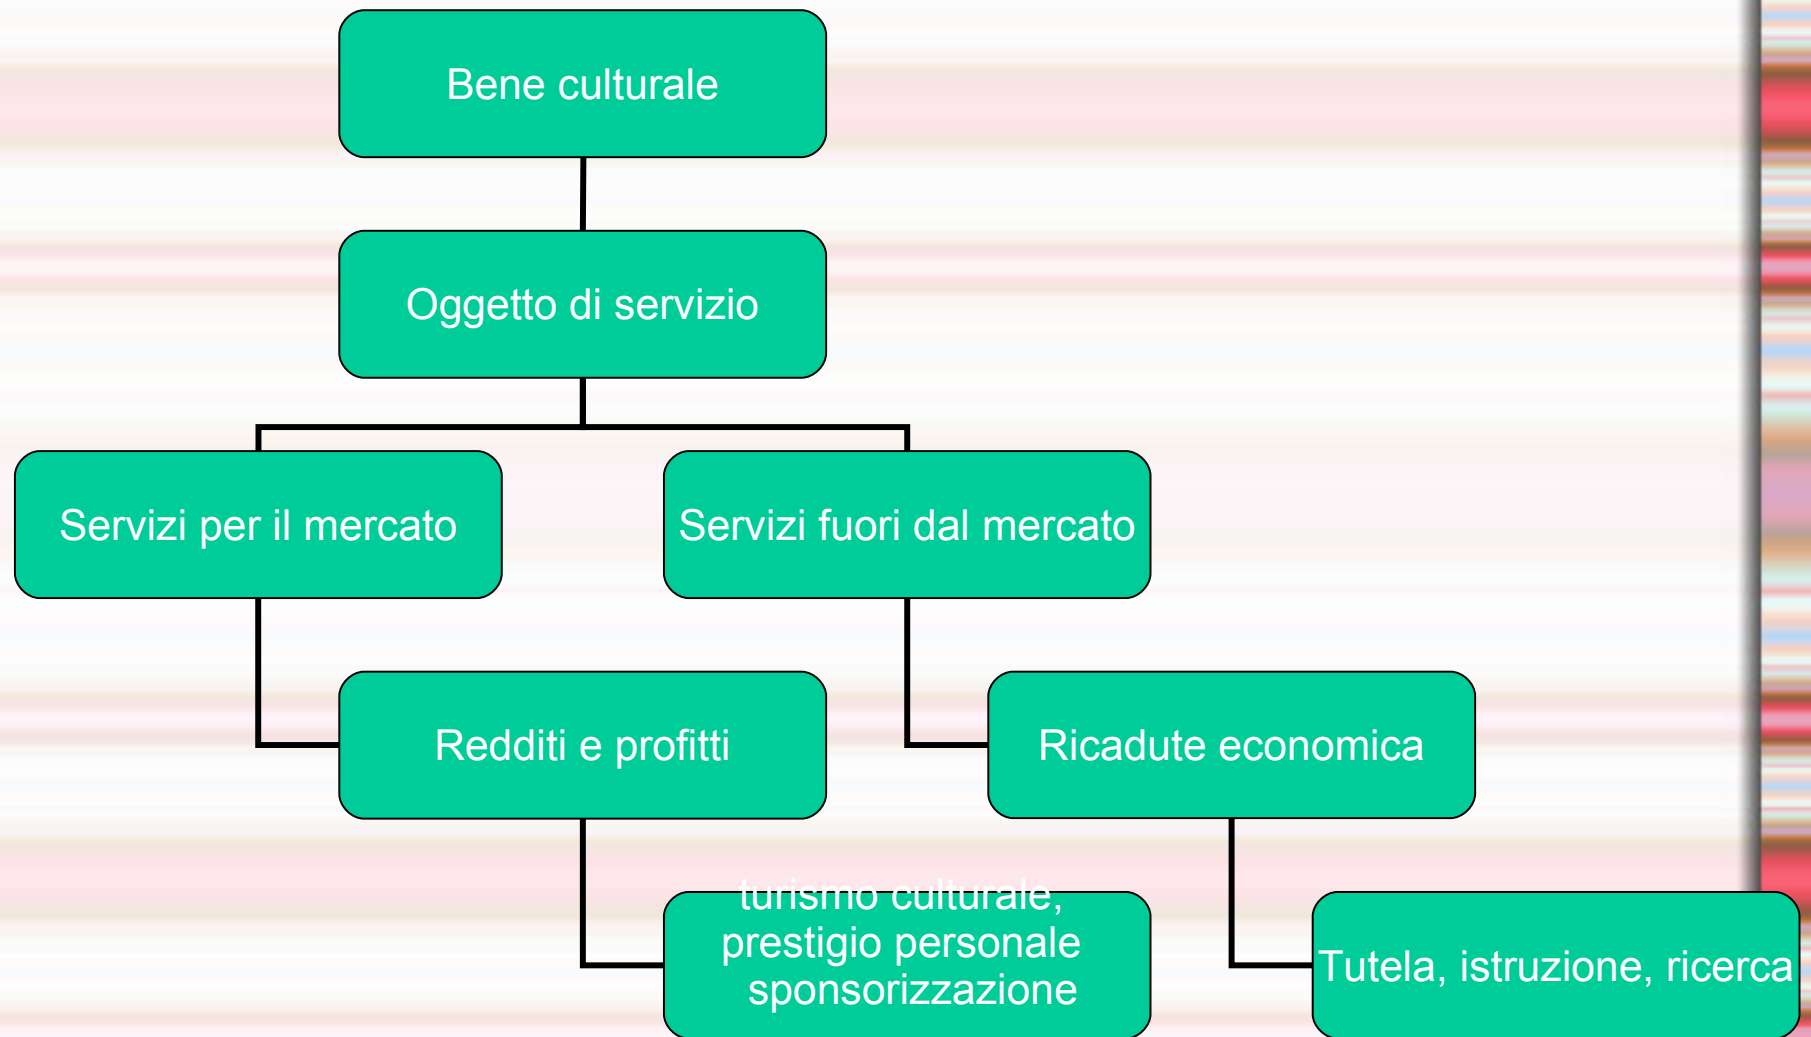 Bene culturale
Oggetto di servizio
Servizi per il mercato
Servizi fuori dal mercato
Redditi e profitti
Ricadute economica
turismo culturale,
prestigio personale
sponsorizzazione
Tutela, istruzione, ricerca